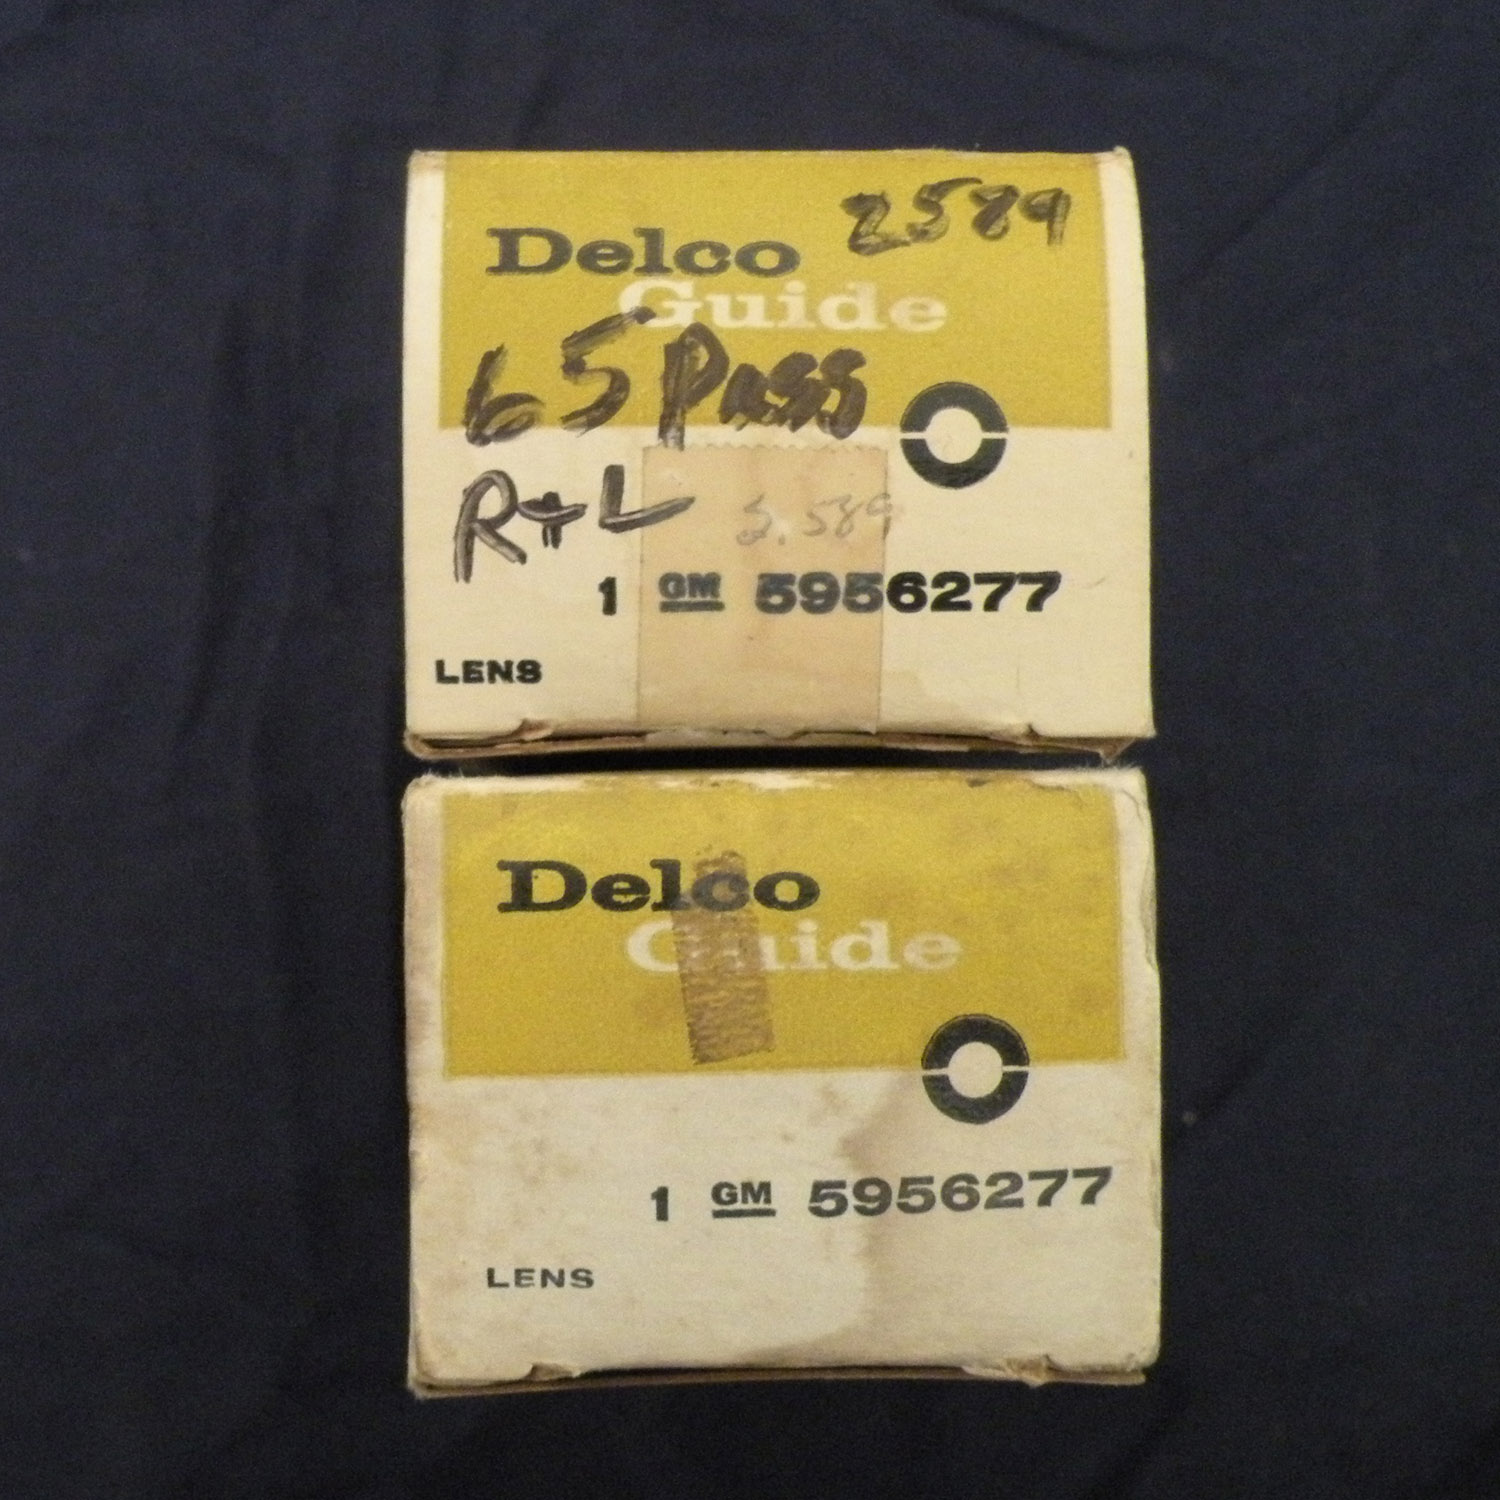 Delco 2589
Guide
65 Pass
R+L
2.589
1 GM 5956277
LENS
Delco
Guide
1 GM 5956277
LENS